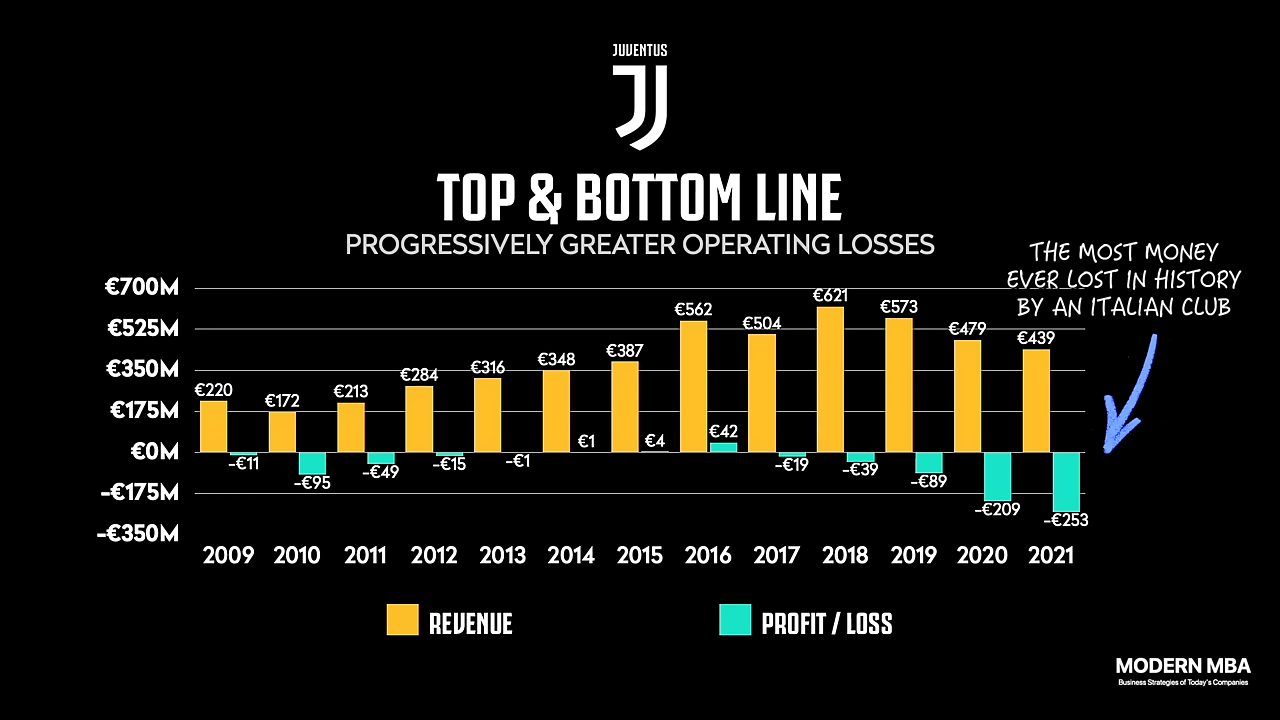 JUVENTUS
TOP & BOTTOM LINE
PROGRESSIVELY GREATER OPERATING LOSSES
THE MOST MONEY
EVER LOST IN HISTORY
BY AN ITALIAN CLUB
€700M
€525M
€350M
€175M
€0M
-€175M
-€350M
€220
-€11
€172
-€95
€213
-€49
€284
-€15
€316
-€1
€348
€1
€387
€4
€562
€42
€504
-€19
€621
-€39
€573
-€89
€479
-€209
€439
-€253
2009 2010 2011 2012 2013 2014 2015 2016 2017 2018 2019 2020 2021
REVENUE
PROFIT / LOSS
MODERN MBA
Business Strategies of Today's Companies